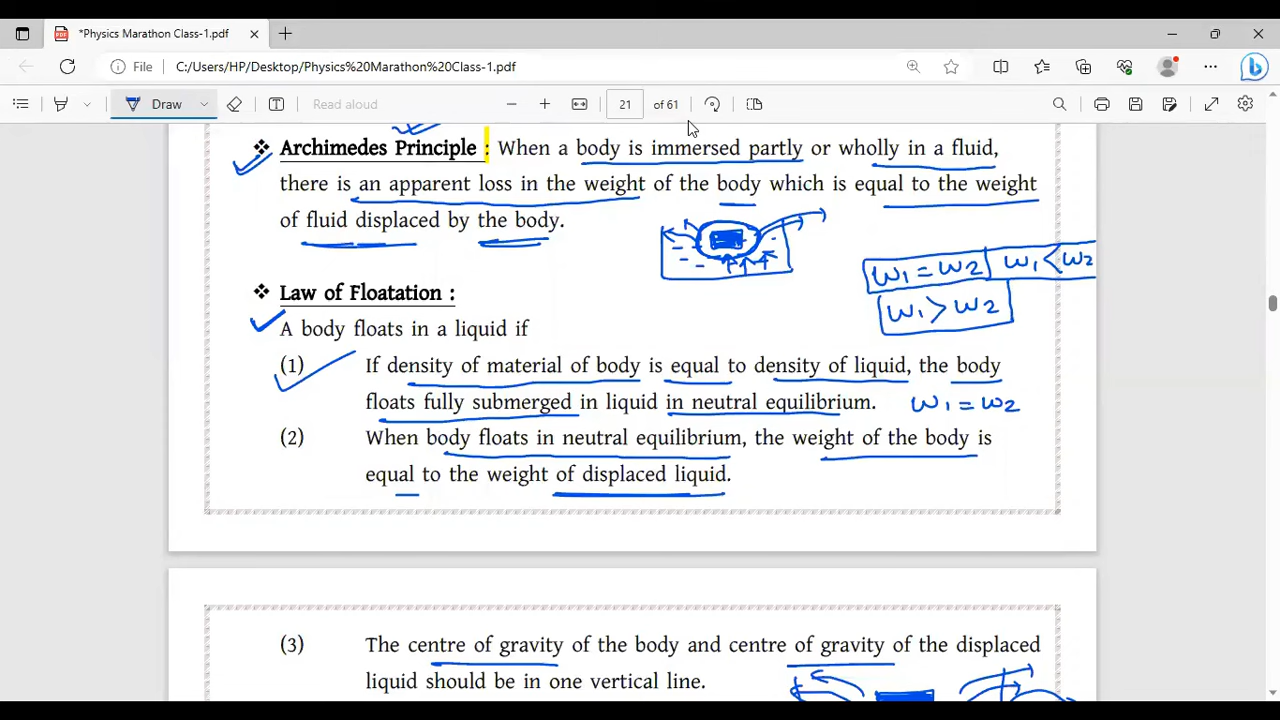 *Physics Marathon Class-1.pdf
File C:/Users/HP/Desktop/Physics%20Marathon%20Class-1.pdf
Draw Read aloud 21 of 61
❖ Archimedes Principle : When a body is immersed partly or wholly in a fluid,
there is an apparent loss in the weight of the body which is equal to the weight
of fluid displaced by the body.
W1 = W2 W1 < W2
W1 > W2
❖ Law of Floatation :
A body floats in a liquid if
(1) If density of material of body is equal to density of liquid, the body
floats fully submerged in liquid in neutral equilibrium. W1 = W2
(2) When body floats in neutral equilibrium, the weight of the body is
equal to the weight of displaced liquid.
(3) The centre of gravity of the body and centre of gravity of the displaced
liquid should be in one vertical line.